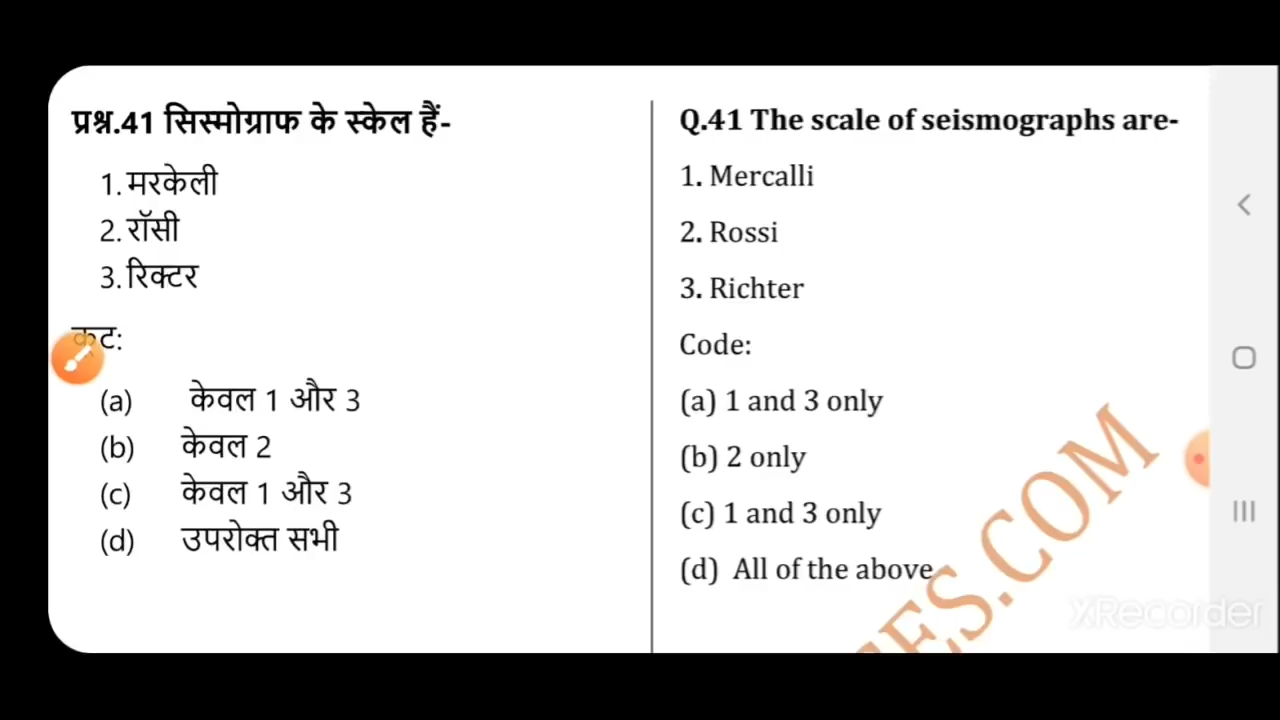 प्रश्न.41 सिस्मोग्राफ के स्केल हैं-
1. मरकेली
2. रॉसी
3. रिक्टर
कूट:
(a) केवल 1 और 3
(b) केवल 2
(c) केवल 1 और 3
(d) उपरोक्त सभी
Q.41 The scale of seismographs are-
1. Mercalli
2. Rossi
3. Richter
Code:
(a) 1 and 3 only
(b) 2 only
(c) 1 and 3 only
(d) All of the above
ES.COM
XRecorder